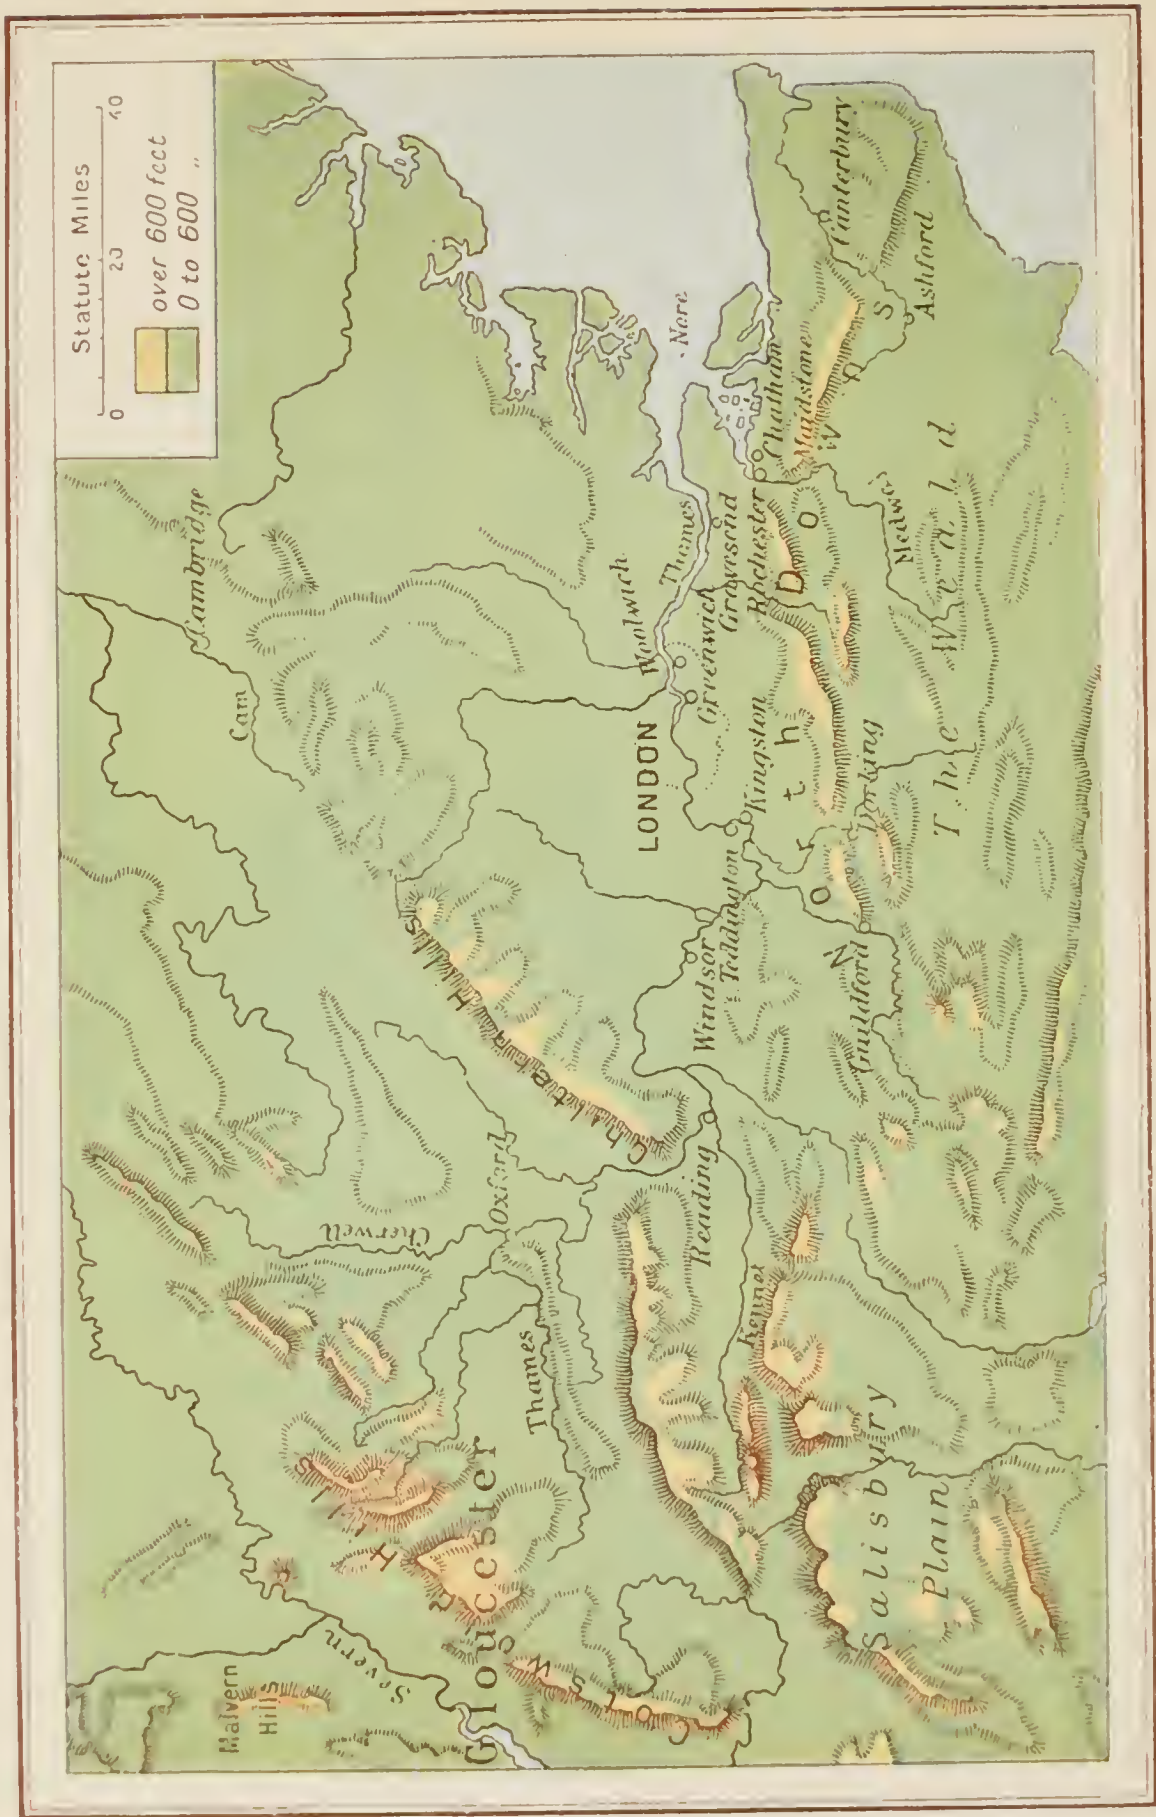 Statute Miles
0 20 40
over 600 feet
0 to 600 "
Malvern
Hills
Severn
Gloucester
COTSWOLD HILLS
Thames
Cherwell
Oxford
Chiltern Hills
Cam
Cambridge
Reading
Kennet
Windsor
Teddington
Kingston
LONDON
Woolwich
Greenwich
Thames
Gravesend
Rochester
Chatham
Maidstone
Nore
Canterbury
Ashford
Medway
North Downs
Dorking
Guildford
The Weald
Salisbury
Plain